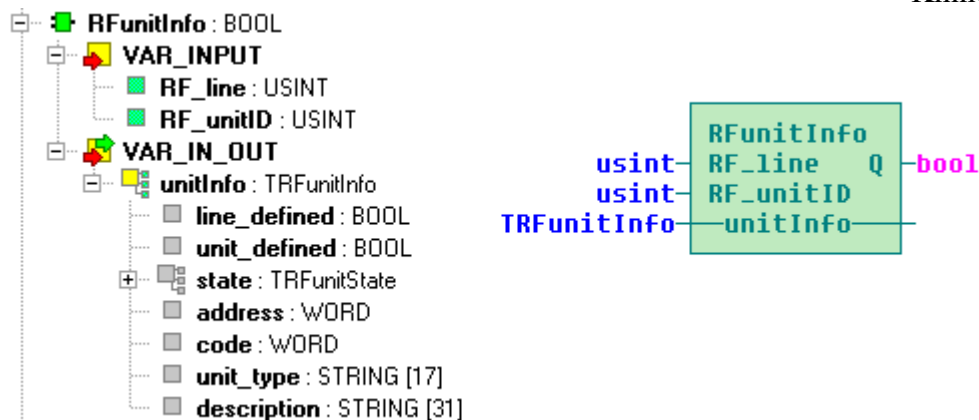 RFunitInfo : BOOL
VAR_INPUT
RF_line : USINT
RF_unitID : USINT
VAR_IN_OUT
unitInfo : TRFunitInfo
line_defined : BOOL
unit_defined : BOOL
state : TRFunitState
address : WORD
code : WORD
unit_type : STRING [17]
description : STRING [31]
RFunitInfo
usint RF_line Q bool
usint RF_unitID
TRFunitInfo unitInfo